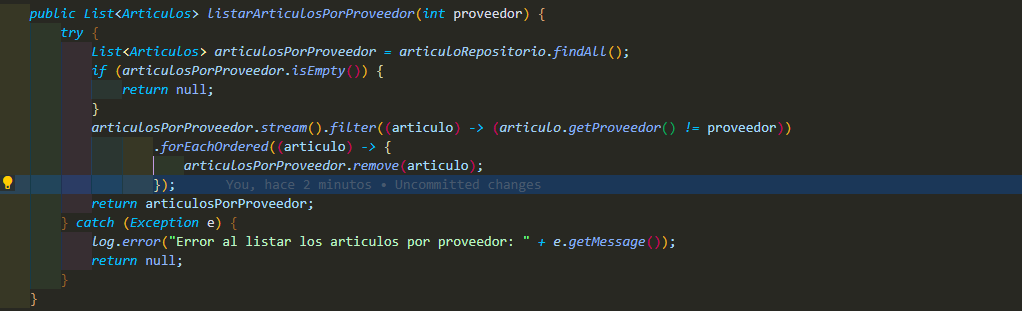 public List<Articulos> listarArticulosPorProveedor(int proveedor) {
try {
List<Articulos> articulosPorProveedor = articuloRepositorio.findAll();
if (articulosPorProveedor.isEmpty()) {
return null;
}
articulosPorProveedor.stream().filter((articulo) -> (articulo.getProveedor() != proveedor))
.forEachOrdered((articulo) -> {
articulosPorProveedor.remove(articulo);
}); You, hace 2 minutos • Uncommitted changes
return articulosPorProveedor;
} catch (Exception e) {
log.error("Error al listar los articulos por proveedor: " + e.getMessage());
return null;
}
}